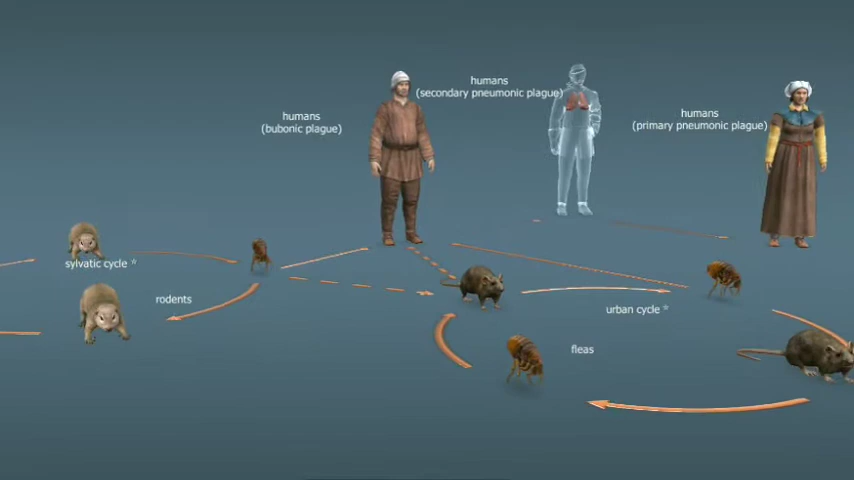 humans
(secondary pneumonic plague)
humans
(bubonic plague)
humans
(primary pneumonic plague)
sylvatic cycle *
rodents
urban cycle *
fleas